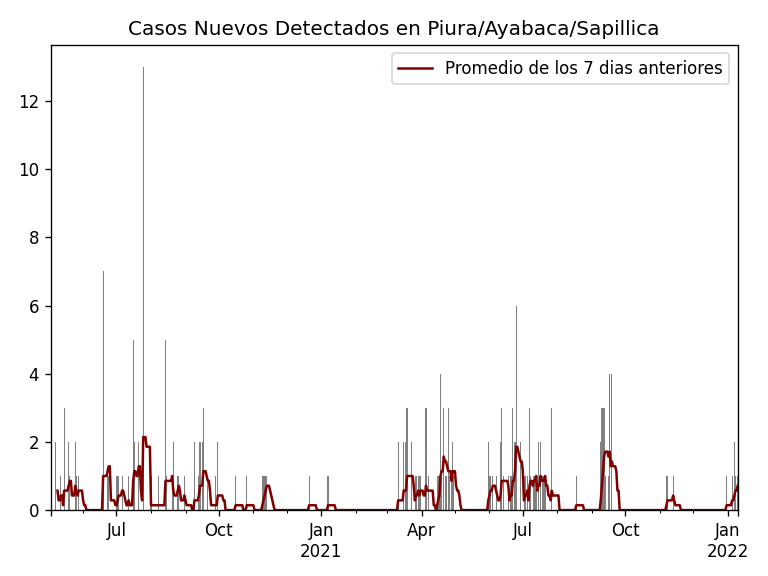 Casos Nuevos Detectados en Piura/Ayabaca/Sapillica
Promedio de los 7 dias anteriores
12
10
8
6
4
2
0
Jul
Oct
Jan
2021
Apr
Jul
Oct
Jan
2022